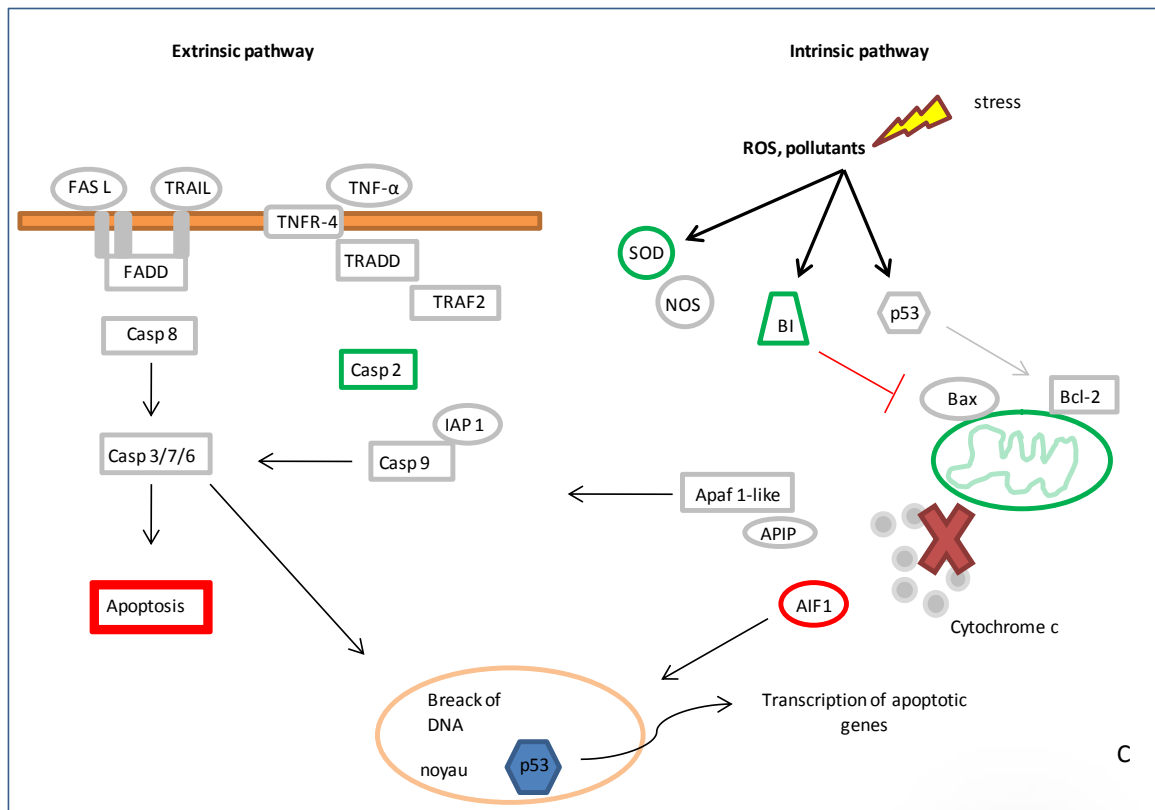 Extrinsic pathway
Intrinsic pathway
stress
ROS, pollutants
FAS L
TRAIL
TNF-α
TNFR-4
FADD
TRADD
TRAF2
SOD
NOS
BI
p53
Casp 8
Casp 2
Bax
Bcl-2
IAP 1
Casp 3/7/6
Casp 9
Apaf 1-like
APIP
Apoptosis
AIF1
Cytochrome c
Breack of
DNA
noyau
p53
Transcription of apoptotic
genes
C